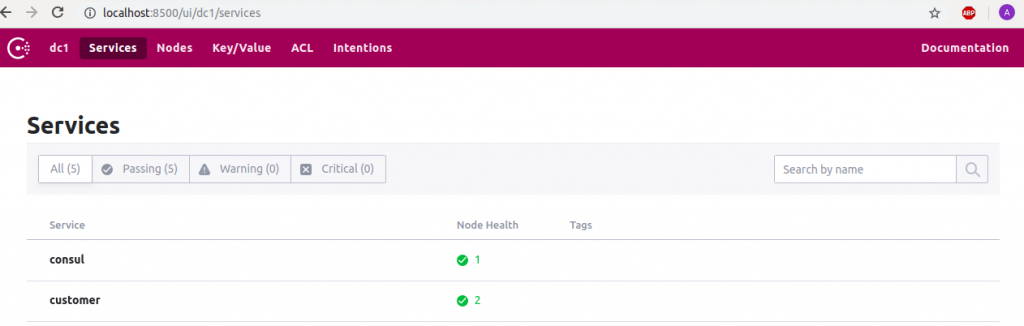 localhost:8500/ui/dc1/services
ABP
A
dc1 Services Nodes Key/Value ACL Intentions Documentation
Services
All (5) Passing (5) Warning (0) Critical (0) Search by name
Service Node Health Tags
consul 1
customer 2